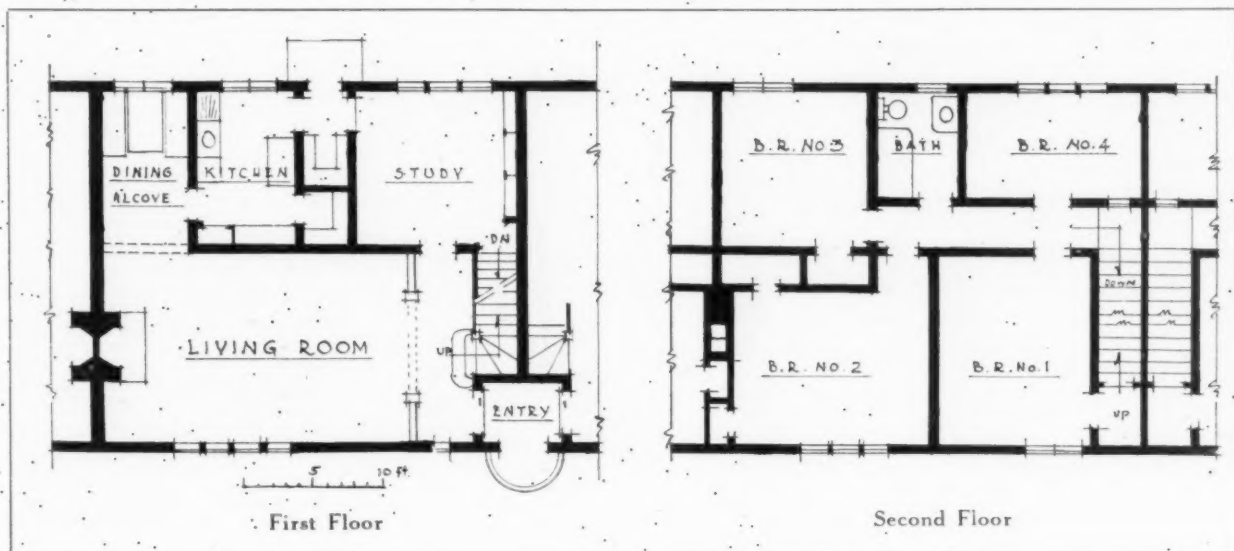 DINING
ALCOVE
KITCHEN
STUDY
DN
LIVING ROOM
UP
ENTRY
5 10 ft.
First Floor
B.R. NO 3
BATH
B.R. NO. 4
DOWN
B.R. NO. 2
B.R. No. 1
UP
Second Floor